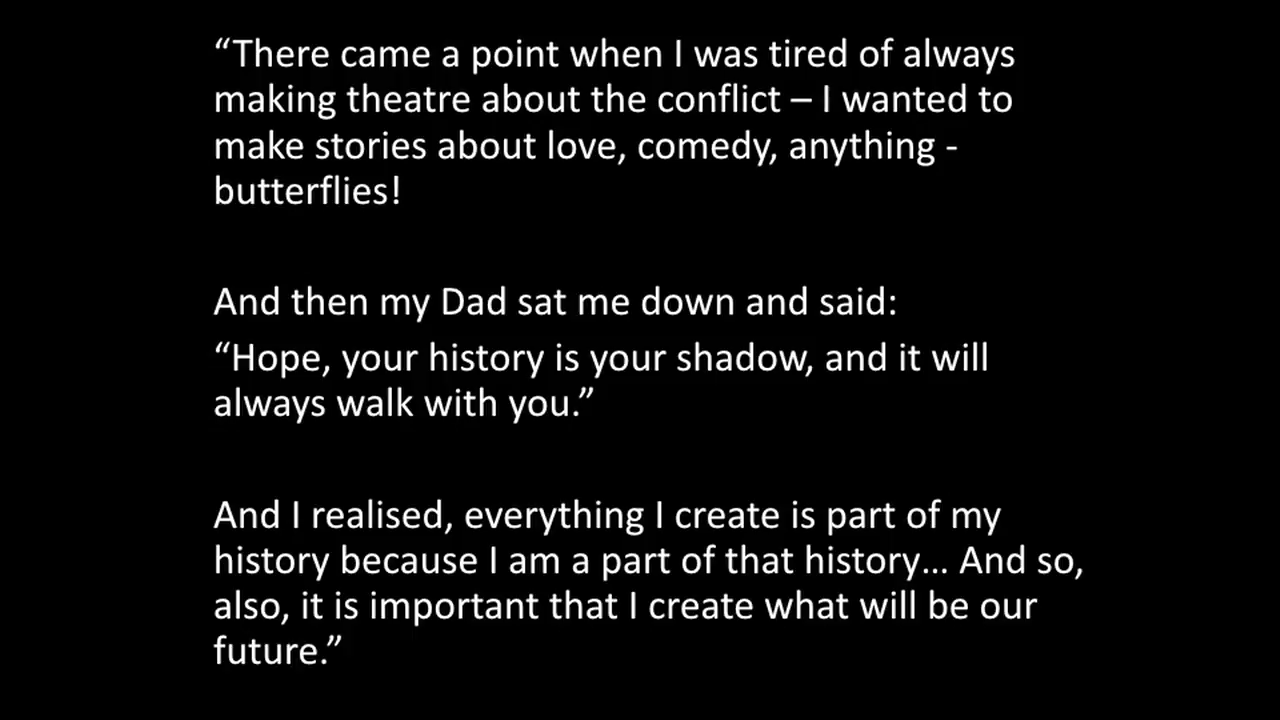 “There came a point when I was tired of always
making theatre about the conflict – I wanted to
make stories about love, comedy, anything -
butterflies!
And then my Dad sat me down and said:
“Hope, your history is your shadow, and it will
always walk with you.”
And I realised, everything I create is part of my
history because I am a part of that history… And so,
also, it is important that I create what will be our
future.”